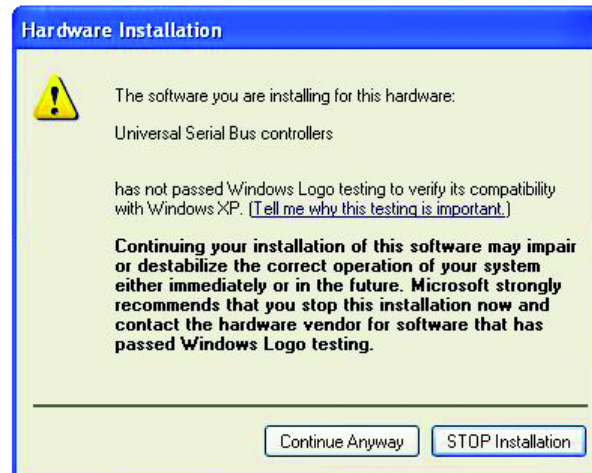 Hardware Installation
The software you are installing for this hardware:
Universal Serial Bus controllers
has not passed Windows Logo testing to verify its compatibility
with Windows XP. (Tell me why this testing is important.)
Continuing your installation of this software may impair
or destabilize the correct operation of your system
either immediately or in the future. Microsoft strongly
recommends that you stop this installation now and
contact the hardware vendor for software that has
passed Windows Logo testing.
Continue Anyway
STOP Installation